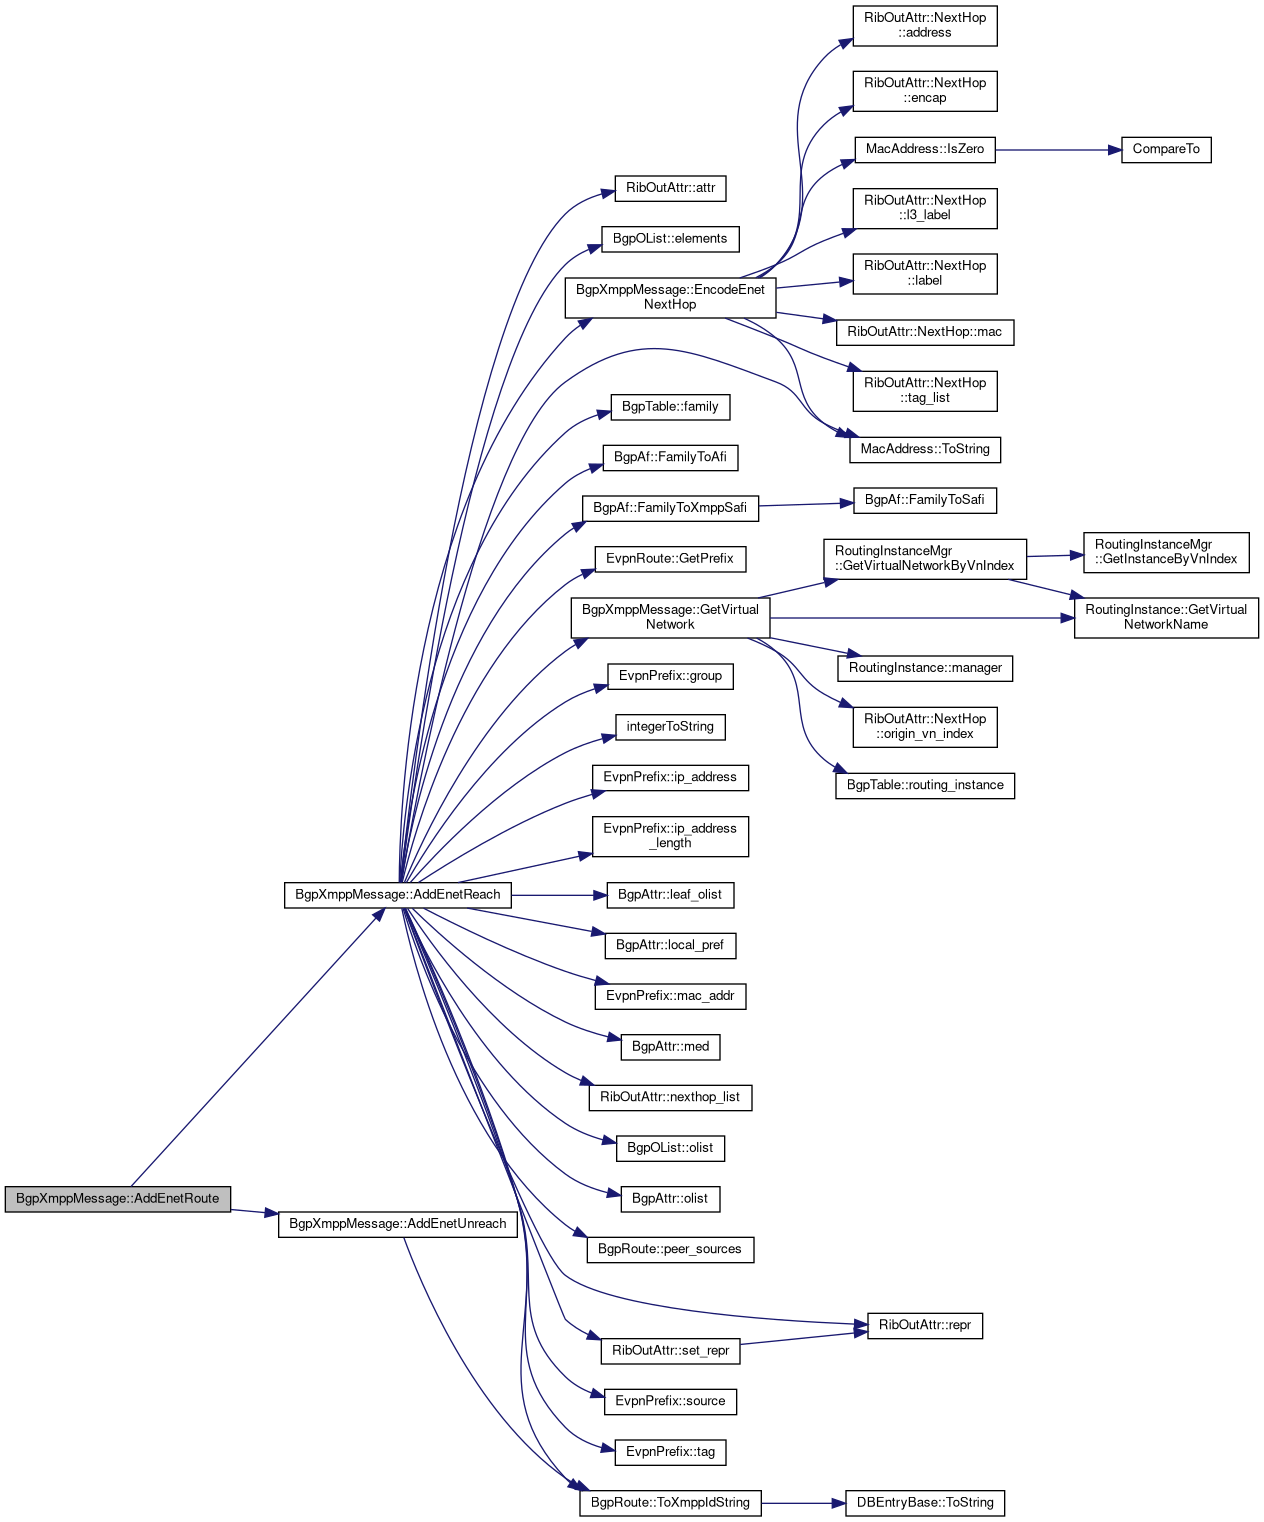 RibOutAttr::NextHop
::address
RibOutAttr::NextHop
::encap
MacAddress::IsZero
CompareTo
RibOutAttr::attr
RibOutAttr::NextHop
::l3_label
BgpOList::elements
RibOutAttr::NextHop
::label
BgpXmppMessage::EncodeEnet
NextHop
RibOutAttr::NextHop::mac
RibOutAttr::NextHop
::tag_list
BgpTable::family
MacAddress::ToString
BgpAf::FamilyToAfi
BgpAf::FamilyToXmppSafi
BgpAf::FamilyToSafi
EvpnRoute::GetPrefix
RoutingInstanceMgr
::GetVirtualNetworkByVnIndex
RoutingInstanceMgr
::GetInstanceByVnIndex
BgpXmppMessage::GetVirtual
Network
RoutingInstance::GetVirtual
NetworkName
EvpnPrefix::group
RoutingInstance::manager
integerToString
RibOutAttr::NextHop
::origin_vn_index
EvpnPrefix::ip_address
BgpTable::routing_instance
EvpnPrefix::ip_address
_length
BgpXmppMessage::AddEnetReach
BgpAttr::leaf_olist
BgpAttr::local_pref
EvpnPrefix::mac_addr
BgpAttr::med
RibOutAttr::nexthop_list
BgpOList::olist
BgpAttr::olist
BgpXmppMessage::AddEnetRoute
BgpXmppMessage::AddEnetUnreach
BgpRoute::peer_sources
RibOutAttr::repr
RibOutAttr::set_repr
EvpnPrefix::source
EvpnPrefix::tag
BgpRoute::ToXmppIdString
DBEntryBase::ToString